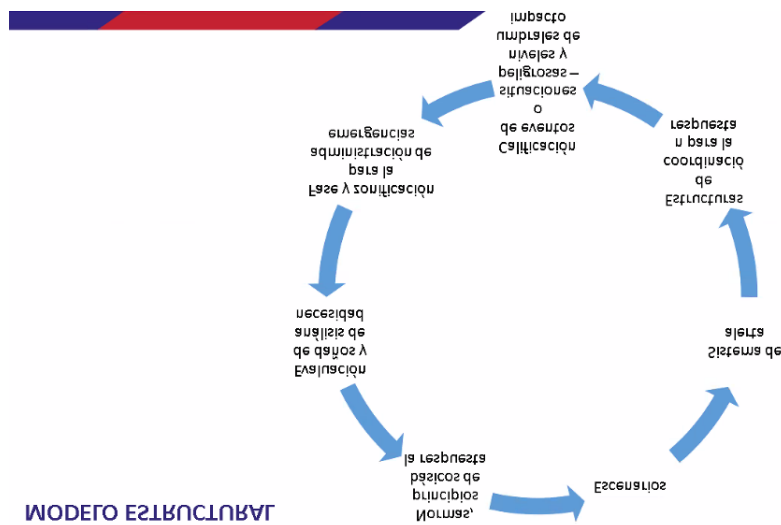 MODELO ESTRUCTURAL
Normas,
principios
básicos de
la respuesta
Escenarios
Sistema de
alerta
Estructuras
de
coordinació
n para la
respuesta
Calificación
de eventos
o
situaciones
peligrosas –
niveles y
umbrales de
impacto
Fase y zonificación
para la
administración de
emergencias
Evaluación
de daños y
análisis de
necesidad